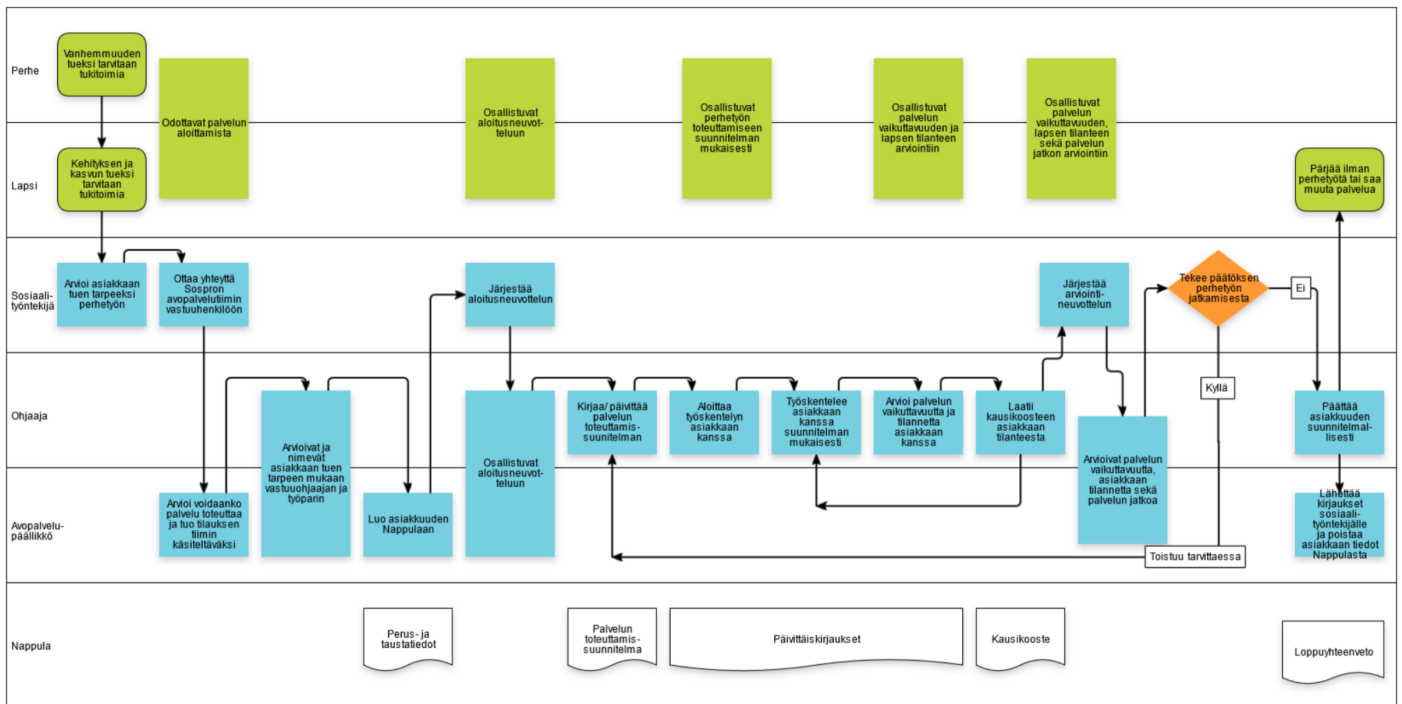 Perhe
Vanhemmuuden
tueksi tarvitaan
tukitoimia
Odottavat palvelun
aloittamista
Osallistuvat
aloitusneuvot-
teluun
Osallistuvat
perhetyön
toteuttamiseen
suunnitelman
mukaisesti
Osallistuvat
palvelun
vaikuttavuuden ja
lapsen tilanteen
arviointiin
Osallistuvat
palvelun
vaikuttavuuden,
lapsen tilanteen
sekä palvelun
jatkon arviointiin
Lapsi
Kehityksen ja
kasvun tueksi
tarvitaan
tukitoimia
Pärjää ilman
perhetyötä tai saa
muuta palvelua
Sosiaali-
työntekijä
Arvioi asiakkaan
tuen tarpeeksi
perhetyön
Ottaa yhteyttä
Sospron
avopalvelutiimin
vastuuhenkilöön
Järjestää
aloitusneuvottelun
Järjestää
arviointi-
neuvottelun
Tekee päätöksen
perhetyön
jatkamisesta
Ei
Kyllä
Ohjaaja
Arvioivat ja
nimevät
asiakkaan tuen
tarpeen mukaan
vastuuohjaajan ja
työparin
Osallistuvat
aloitusneuvot-
teluun
Kirjaa/ päivittää
palvelun
toteuttamis-
suunitelman
Aloittaa
työskentelyn
asiakkaan
kanssa
Työskentelee
asiakkaan
kanssa
suunnitelman
mukaisesti
Arvioi palvelun
vaikuttavuutta ja
tilannetta
asiakkaan
kanssa
Laatii
kausikoosteen
asiakkaan
tilanteesta
Arvioivat palvelun
vaikuttavuutta,
asiakkaan
tilannetta sekä
palvelun jatkoa
Päättää
asiakkuuden
suunnitelmal-
lisesti
Avopalvelu-
päällikkö
Arvioi voidaanko
palvelu toteuttaa
ja tuo tilauksen
tiimin
käsiteltäväksi
Luo asiakkuuden
Nappulaan
Toistuu tarvittaessa
Lähettää
kirjaukset
sosiaali-
työntekijälle
ja poistaa
asiakkaan tiedot
Nappulasta
Nappula
Perus- ja
taustatiedot
Palvelun
toteuttamis-
suunnitelma
Päivittäiskirjaukset
Kausikooste
Loppuyhteenveto